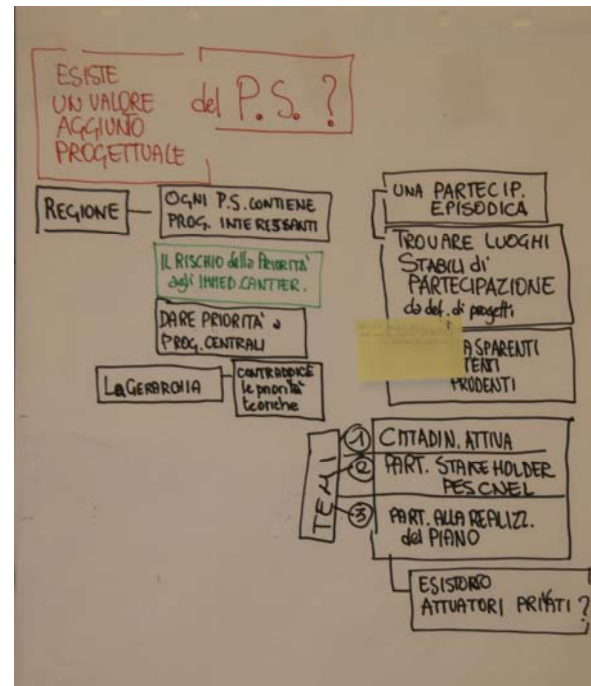 ESISTE
UN VALORE
AGGIUNTO
PROGETTUALE
del P.S. ?
REGIONE
OGNI P.S. CONTIENE
PROG. INTERESSANTI
IL RISCHIO della PRIORITÀ
agli IMMED. CANTIER.
DARE PRIORITÀ a
PROG. CENTRALI
La GERARCHIA
CONTRADDICE
le priorità
teoriche
UNA PARTECIP.
EPISODICA
TROVARE LUOGHI
STABILI di
PARTECIPAZIONE
da def. di progetti
ASPARENTI
TENTI
RODENTI
TEMI
1 CITTADIN. ATTIVA
2 PART. STAKEHOLDER
PES CNEL
3 PART. ALLA REALIZZ.
del PIANO
ESISTONO
ATTUATORI PRIVATI ?